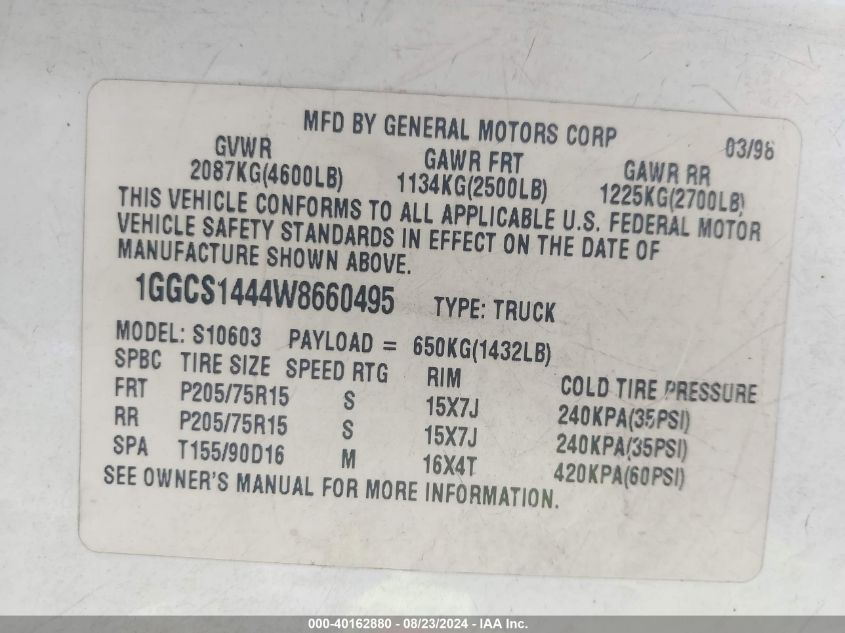 MFD BY GENERAL MOTORS CORP 03/98
GVWR GAWR FRT GAWR RR
2087KG(4600LB) 1134KG(2500LB) 1225KG(2700LB)
THIS VEHICLE CONFORMS TO ALL APPLICABLE U.S. FEDERAL MOTOR
VEHICLE SAFETY STANDARDS IN EFFECT ON THE DATE OF
MANUFACTURE SHOWN ABOVE.
1GGCS1444W8660495 TYPE: TRUCK
MODEL: S10603 PAYLOAD = 650KG(1432LB)
SPBC TIRE SIZE SPEED RTG RIM COLD TIRE PRESSURE
FRT P205/75R15 S 15X7J 240KPA(35PSI)
RR P205/75R15 S 15X7J 240KPA(35PSI)
SPA T155/90D16 M 16X4T 420KPA(60PSI)
SEE OWNER'S MANUAL FOR MORE INFORMATION.
000-40162880 - 08/23/2024 - IAA Inc.